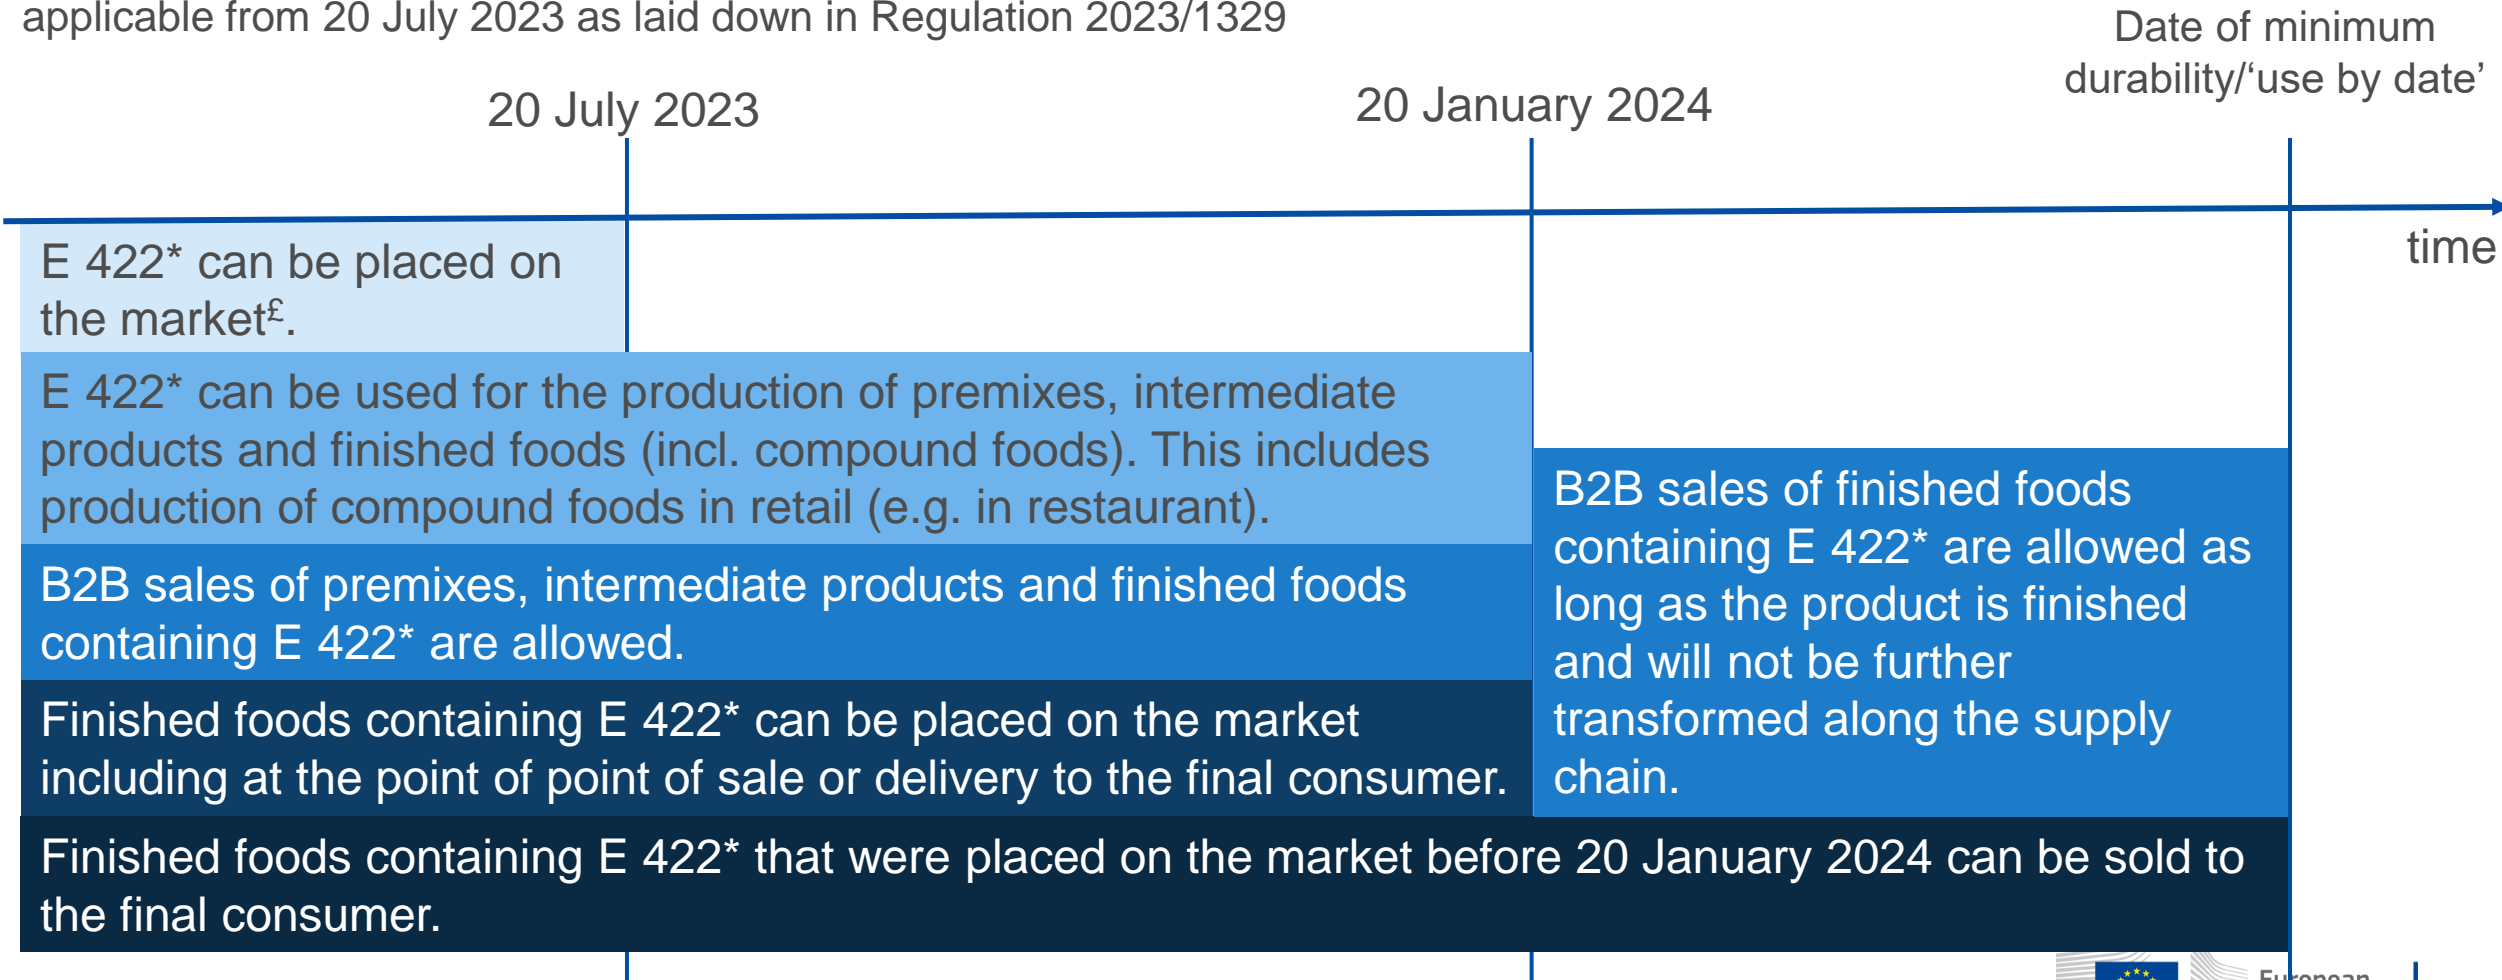 applicable from 20 July 2023 as laid down in Regulation 2023/1329
Date of minimum
durability/‘use by date’
20 July 2023
20 January 2024
time
E 422* can be placed on
the market£.
E 422* can be used for the production of premixes, intermediate
products and finished foods (incl. compound foods). This includes
production of compound foods in retail (e.g. in restaurant).
B2B sales of premixes, intermediate products and finished foods
containing E 422* are allowed.
Finished foods containing E 422* can be placed on the market
including at the point of point of sale or delivery to the final consumer.
B2B sales of finished foods
containing E 422* are allowed as
long as the product is finished
and will not be further
transformed along the supply
chain.
Finished foods containing E 422* that were placed on the market before 20 January 2024 can be sold to
the final consumer.
European